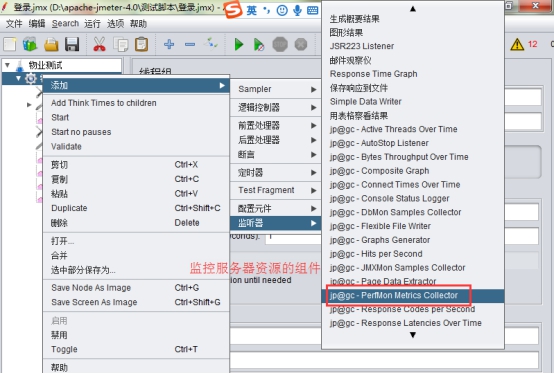 登录.jmx (D:\apache-jmeter-4.0\测试脚本\登录.jmx) -
英
文件 编辑 Search 运行 选项 帮助
12
物业测试
线程组
添加
Add Think Times to children
Start
Start no pauses
Validate
剪切 Ctrl+X
复制 Ctrl+C
粘贴 Ctrl+V
Duplicate Ctrl+Shift+C
删除 Delete
打开...
合并
选中部分保存为...
Save Node As Image Ctrl+G
Save Screen As Image Ctrl+Shift+G
启用
禁用
Toggle Ctrl+T
帮助
Sampler
逻辑控制器
前置处理器
后置处理器
断言
定时器
Test Fragment
配置元件
监听器
econds): 1
监控服务器资源的组件
tion until needed
生成概要结果
图形结果
JSR223 Listener
邮件观察仪
Response Time Graph
保存响应到文件
Simple Data Writer
用表格察看结果
jp@gc - Active Threads Over Time
jp@gc - AutoStop Listener
jp@gc - Bytes Throughput Over Time
jp@gc - Composite Graph
jp@gc - Connect Times Over Time
jp@gc - Console Status Logger
jp@gc - DbMon Samples Collector
jp@gc - Flexible File Writer
jp@gc - Graphs Generator
jp@gc - Hits per Second
jp@gc - JMXMon Samples Collector
jp@gc - Page Data Extractor
jp@gc - PerfMon Metrics Collector
jp@gc - Response Codes per Second
jp@gc - Response Latencies Over Time